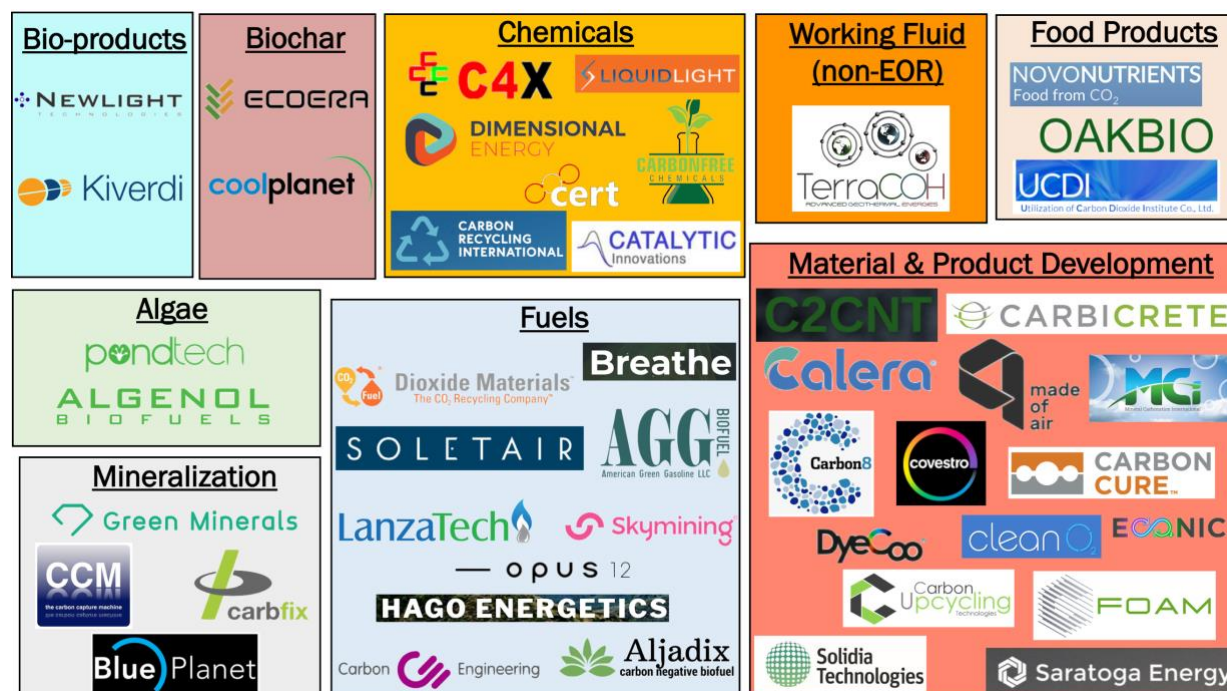 Bio-products
NEWLIGHT
TECHNOLOGIES
Kiverdi
Biochar
ECOERA
coolplanet
Chemicals
C4X
LIQUIDLIGHT
DIMENSIONAL
ENERGY
CARBONFREE
CHEMICALS
cert
CARBON
RECYCLING
INTERNATIONAL
CATALYTIC
Innovations
Working Fluid
(non-EOR)
TerraCOH
ADVANCED GEOTHERMAL ENERGIES
Food Products
NOVONUTRIENTS
Food from CO2
OAKBIO
UCDI
Utilization of Carbon Dioxide Institute Co., Ltd.
Algae
pondtech
ALGENOL
BIOFUELS
Mineralization
Green Minerals
CCM
the carbon capture machine
carbfix
Blue Planet
Fuels
CO2
Fuel
Dioxide Materials™
The CO2 Recycling Company™
Breathe
SOLETAIR
AGG
BIOFUEL
American Green Gasoline LLC
LanzaTech
Skymining
opus 12
HAGO ENERGETICS
Carbon Engineering
Aljadix
carbon negative biofuel
Material & Product Development
C2CNT
CARBICRETE
Calera
made
of
air
MCi
Mineral Carbonation International
Carbon8
covestro
CARBON
CURE™
DyeCoo
cleanO2
ECONIC
Carbon
Upcycling
Technologies
FOAM
Solidia
Technologies
Saratoga Energy